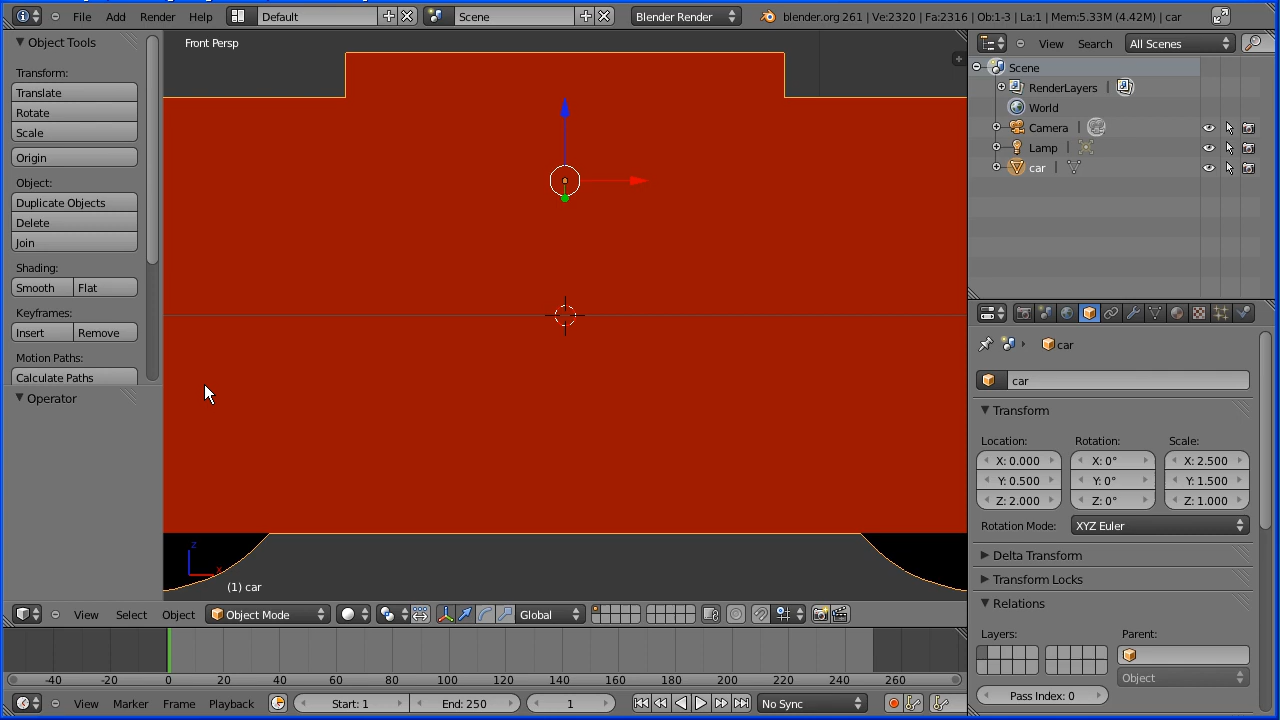 File Add Render Help Default Scene Blender Render blender.org 261 | Ve:2320 | Fa:2316 | Ob:1-3 | La:1 | Mem:5.33M (4.42M) | car
Object Tools
Transform:
Translate
Rotate
Scale
Origin
Object:
Duplicate Objects
Delete
Join
Shading:
Smooth Flat
Keyframes:
Insert Remove
Motion Paths:
Calculate Paths
Operator
Front Persp
z
x
(1) car
View Search All Scenes
Scene
RenderLayers |
World
Camera |
Lamp |
car |
car
car
Transform
Location: Rotation: Scale:
X: 0.000 X: 0° X: 2.500
Y: 0.500 Y: 0° Y: 1.500
Z: 2.000 Z: 0° Z: 1.000
Rotation Mode: XYZ Euler
Delta Transform
Transform Locks
Relations
Layers: Parent:
Object
Pass Index: 0
View Select Object Object Mode Global
-40 -20 0 20 40 60 80 100 120 140 160 180 200 220 240 260
View Marker Frame Playback Start: 1 End: 250 1 No Sync